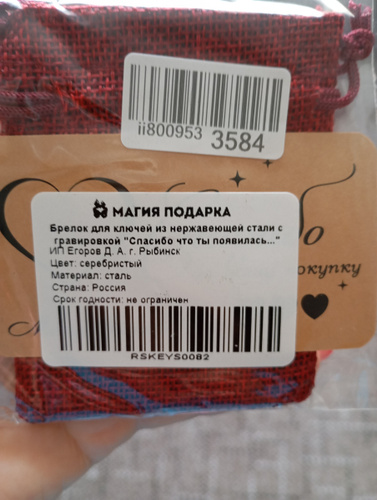 ii800953 3584
МАГИЯ ПОДАРКА
Брелок для ключей из нержавеющей стали с
гравировкой "Спасибо что ты появилась..."
ИП Егоров Д. А. г. Рыбинск
Цвет: серебристый
Материал: сталь
Страна: Россия
Срок годности: не ограничен
RSKEYS0082